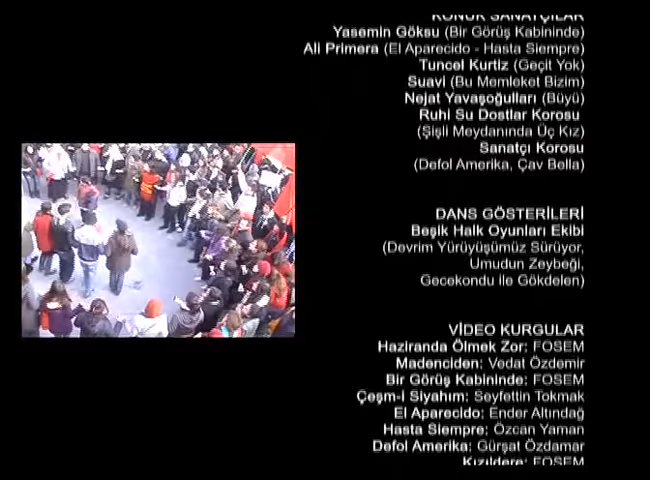 KONUK SANATÇILAR
Yasemin Göksu (Bir Görüş Kabininde)
Ali Primera (El Aparecido - Hasta Siempre)
Tuncel Kurtiz (Geçit Yok)
Suavi (Bu Memleket Bizim)
Nejat Yavaşoğulları (Büyü)
Ruhi Su Dostlar Korosu
(Şişli Meydanında Üç Kız)
Sanatçı Korosu
(Defol Amerika, Çav Bella)
DANS GÖSTERİLERİ
Beşik Halk Oyunları Ekibi
(Devrim Yürüyüşümüz Sürüyor,
Umudun Zeybeği,
Gecekondu ile Gökdelen)
VİDEO KURGULAR
Haziranda Ölmek Zor: FOSEM
Madenciden: Vedat Özdemir
Bir Görüş Kabininde: FOSEM
Çeşm-i Siyahım: Seyfettin Tokmak
El Aparecido: Ender Altındağ
Hasta Siempre: Özcan Yaman
Defol Amerika: Gürşat Özdamar
Kızıldere: FOSEM